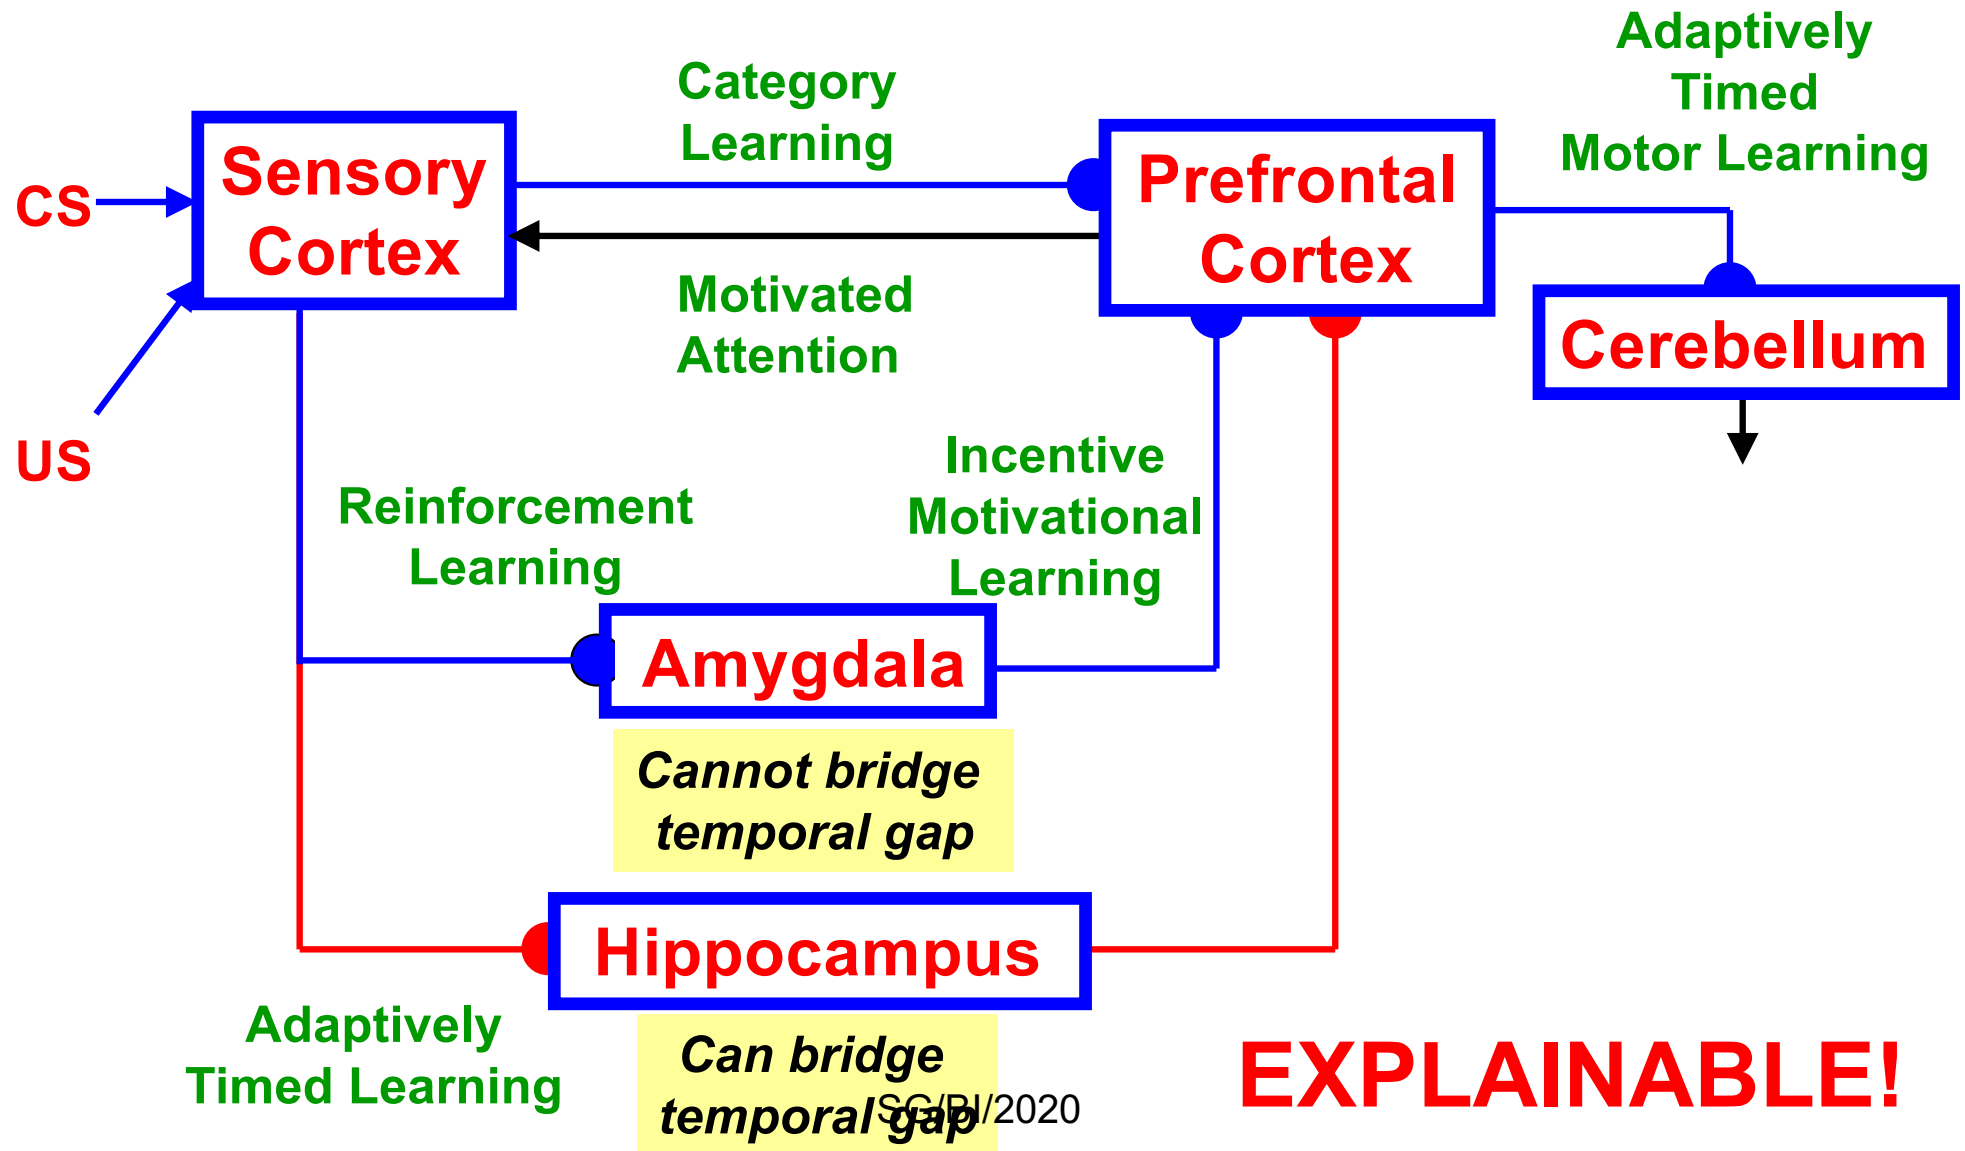 Adaptively
Timed
Motor Learning
Category
Learning
Sensory
Cortex
Prefrontal
Cortex
CS
Motivated
Attention
Cerebellum
US
Incentive
Motivational
Learning
Reinforcement
Learning
Amygdala
Cannot bridge
temporal gap
Hippocampus
Adaptively
Timed Learning
Can bridge
temporal gap
SG/BI/2020
EXPLAINABLE!